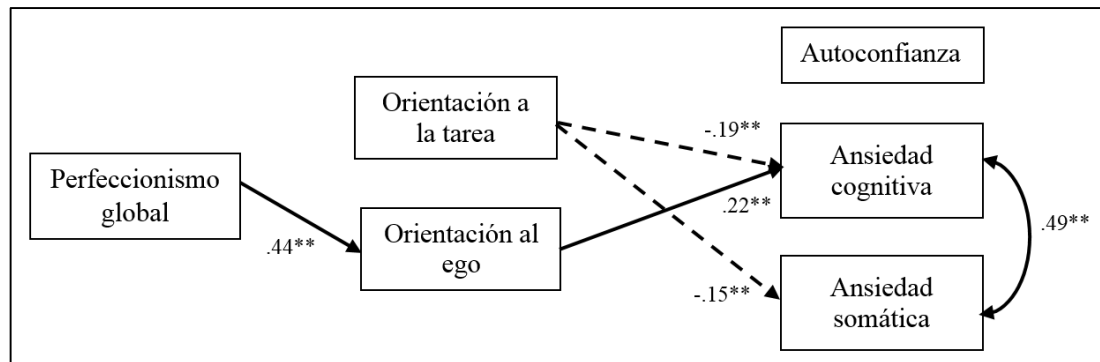 Autoconfianza
Orientación a
la tarea
-.19**
Ansiedad
cognitiva
Perfeccionismo
global
.44**
Orientación al
ego
.22**
.49**
-.15**
Ansiedad
somática